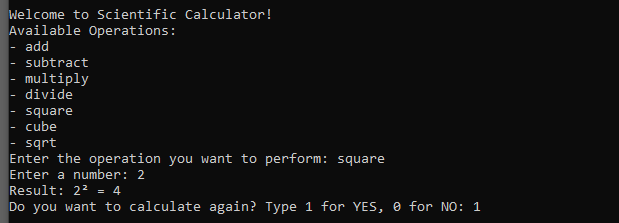 Welcome to Scientific Calculator!
Available Operations:
- add
- subtract
- multiply
- divide
- square
- cube
- sqrt
Enter the operation you want to perform: square
Enter a number: 2
Result: 2² = 4
Do you want to calculate again? Type 1 for YES, 0 for NO: 1